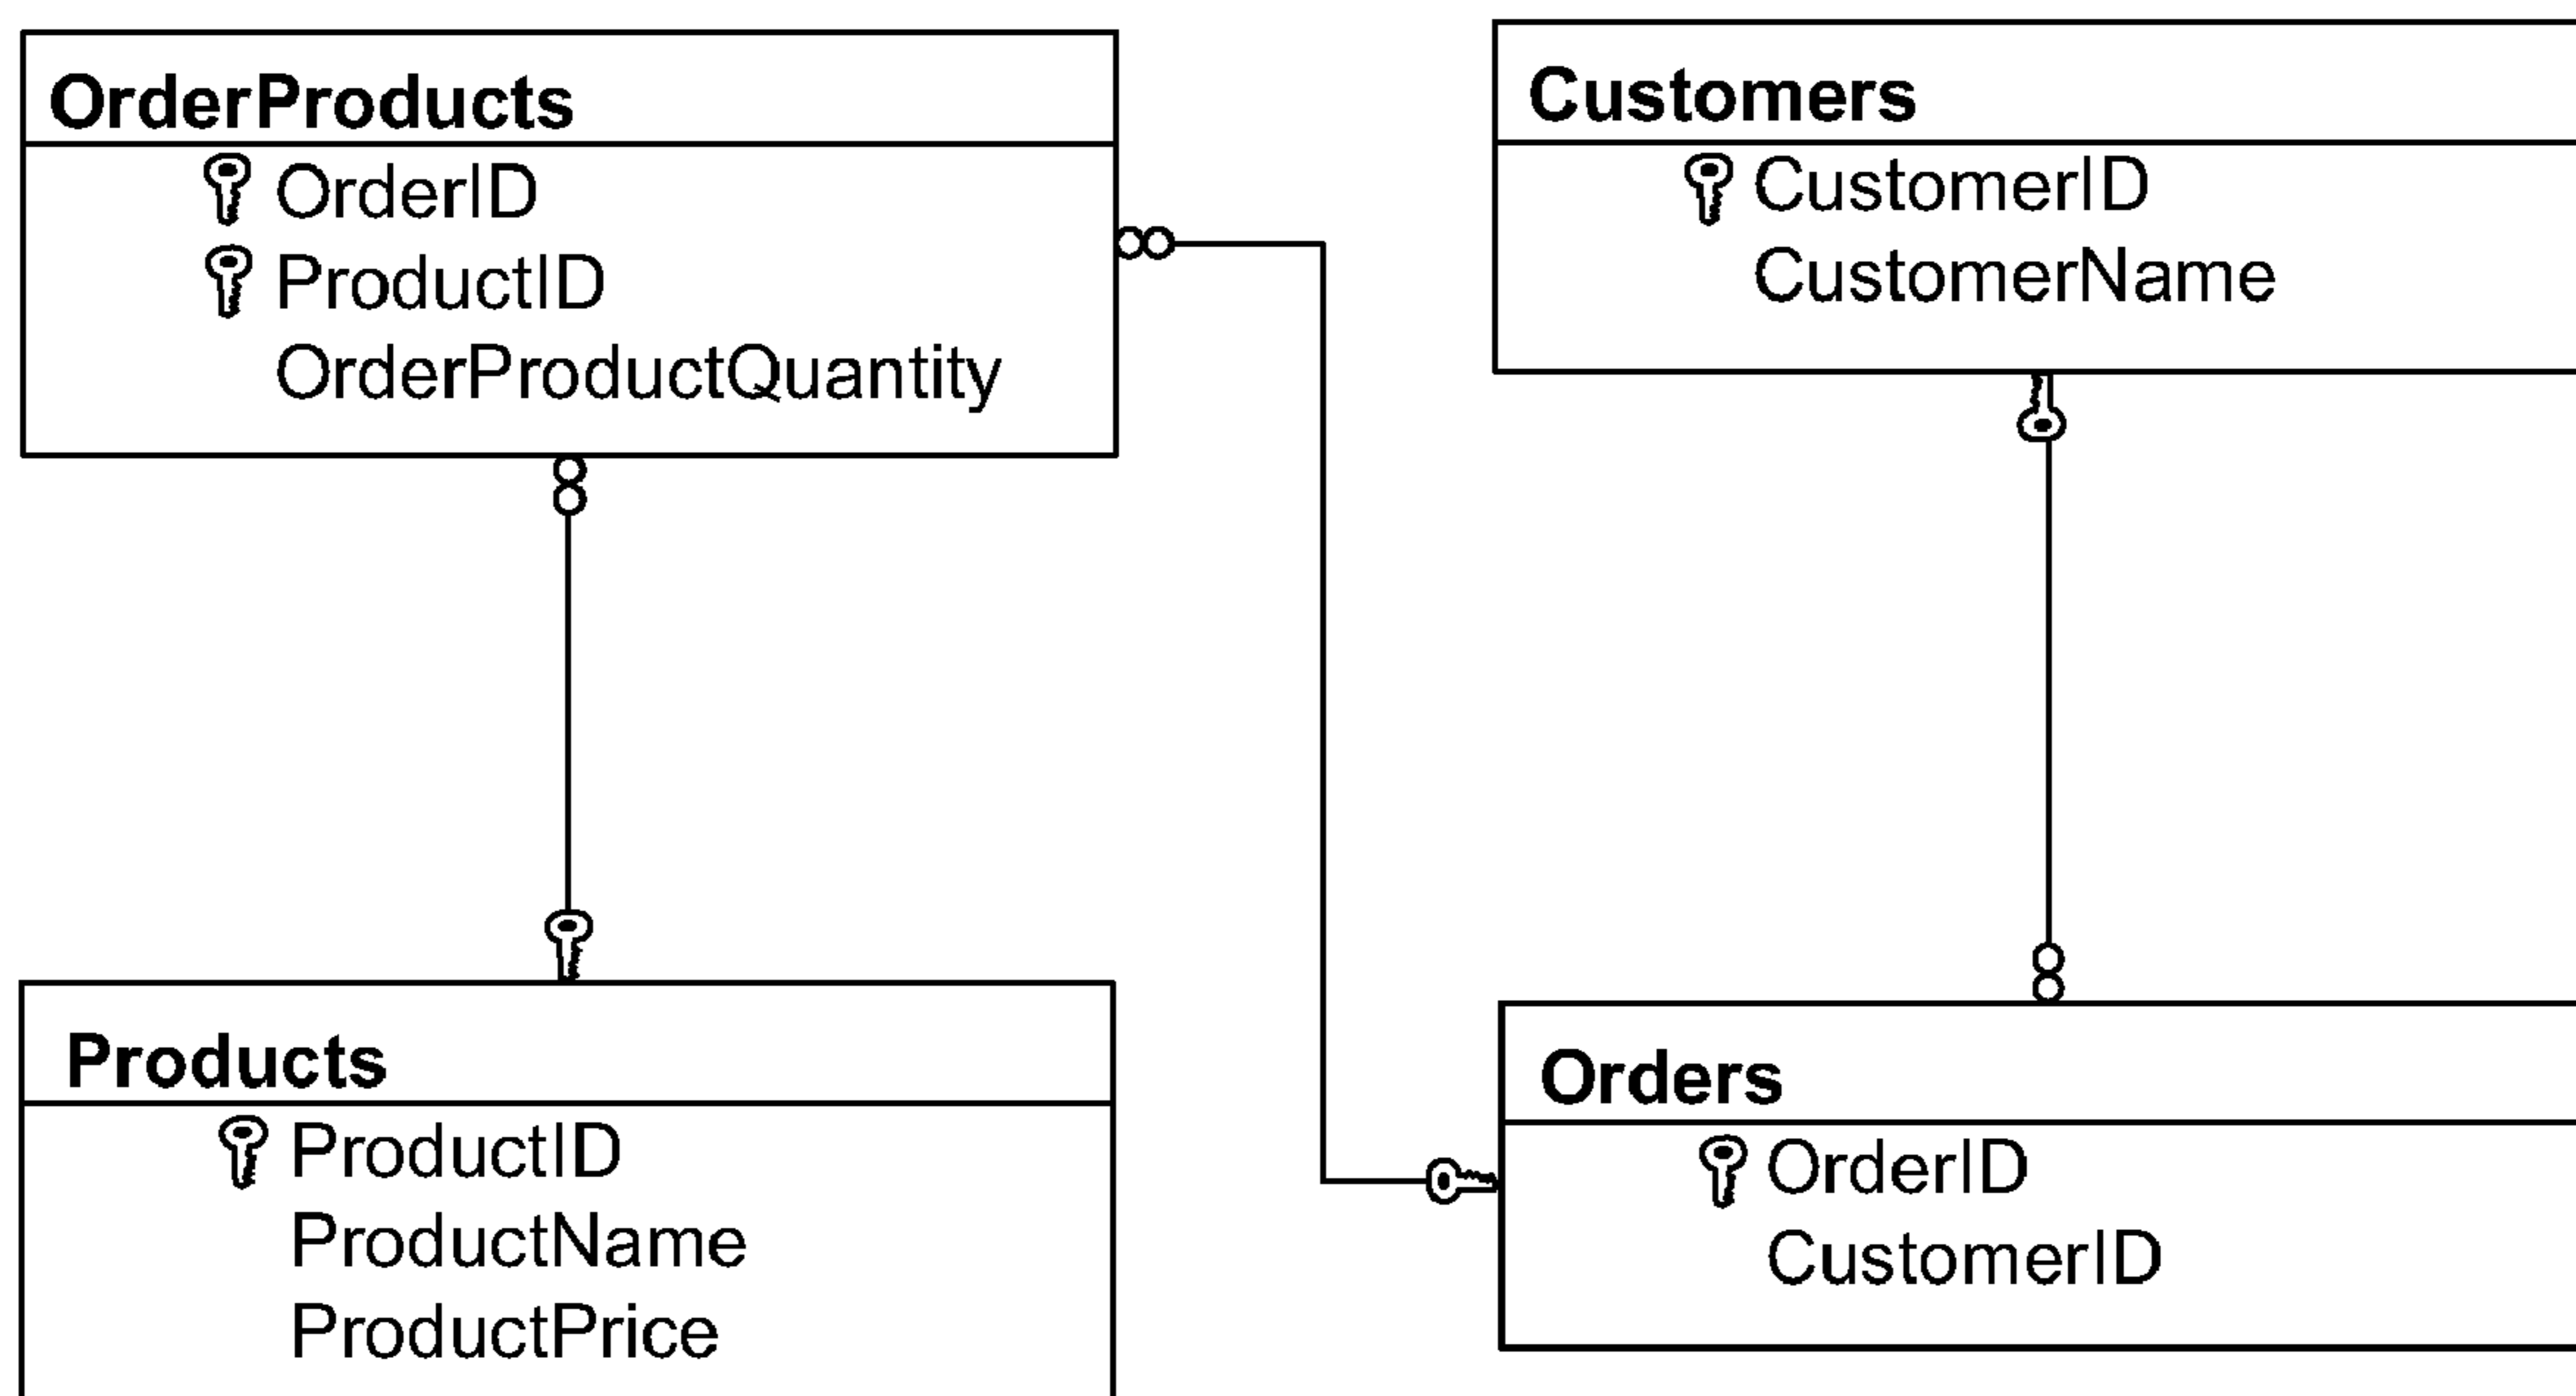 OrderProducts
OrderID
ProductID
OrderProductQuantity
Customers
CustomerID
CustomerName
Products
ProductID
ProductName
ProductPrice
Orders
OrderID
CustomerID